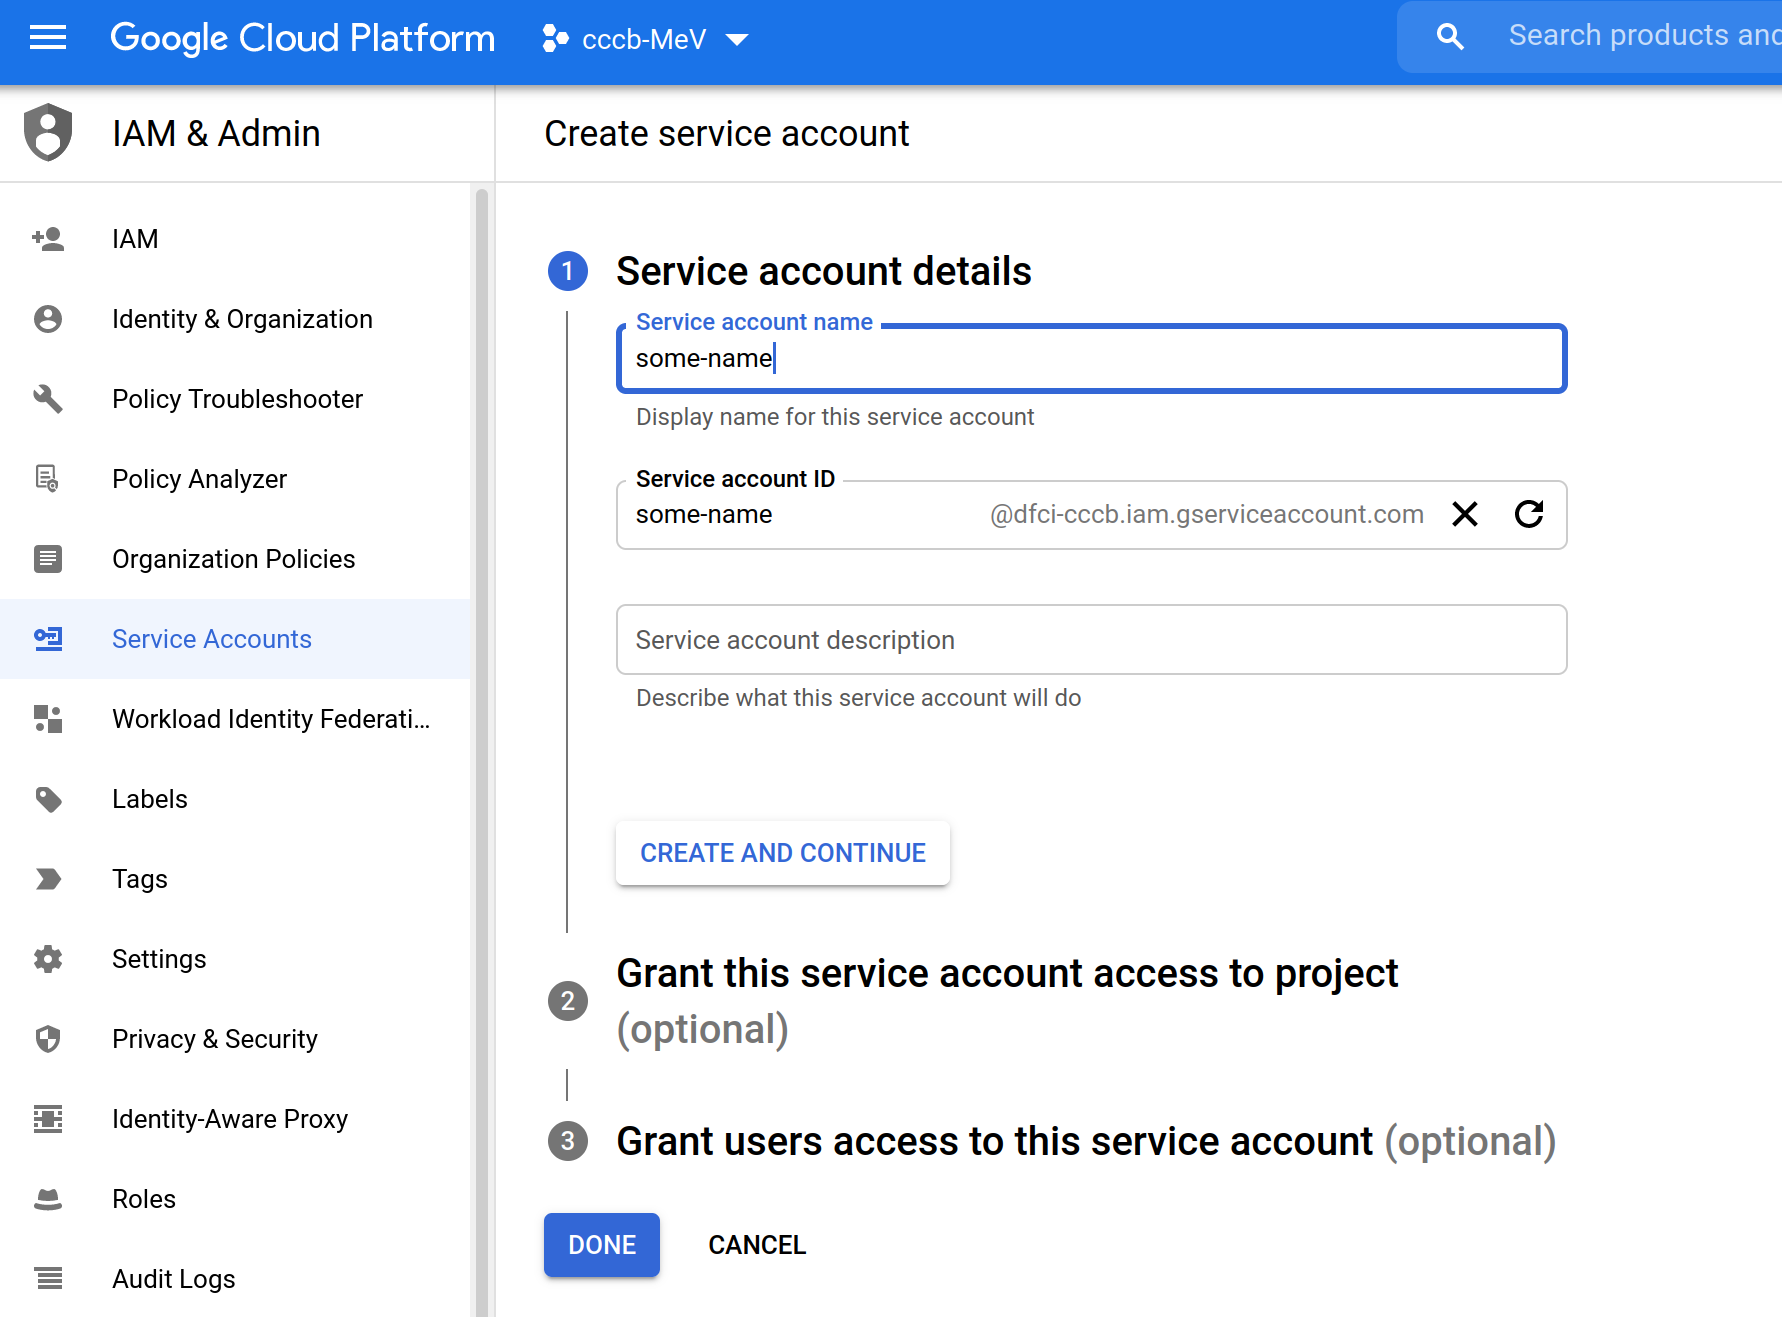 Google Cloud Platform
cccb-MeV
Search products and
IAM & Admin
Create service account
IAM
Identity & Organization
Policy Troubleshooter
Policy Analyzer
Organization Policies
Service Accounts
Workload Identity Federati...
Labels
Tags
Settings
Privacy & Security
Identity-Aware Proxy
Roles
Audit Logs
1 Service account details
Service account name
some-name
Display name for this service account
Service account ID
some-name @dfci-cccb.iam.gserviceaccount.com
Service account description
Describe what this service account will do
CREATE AND CONTINUE
2 Grant this service account access to project
(optional)
3 Grant users access to this service account (optional)
DONE CANCEL